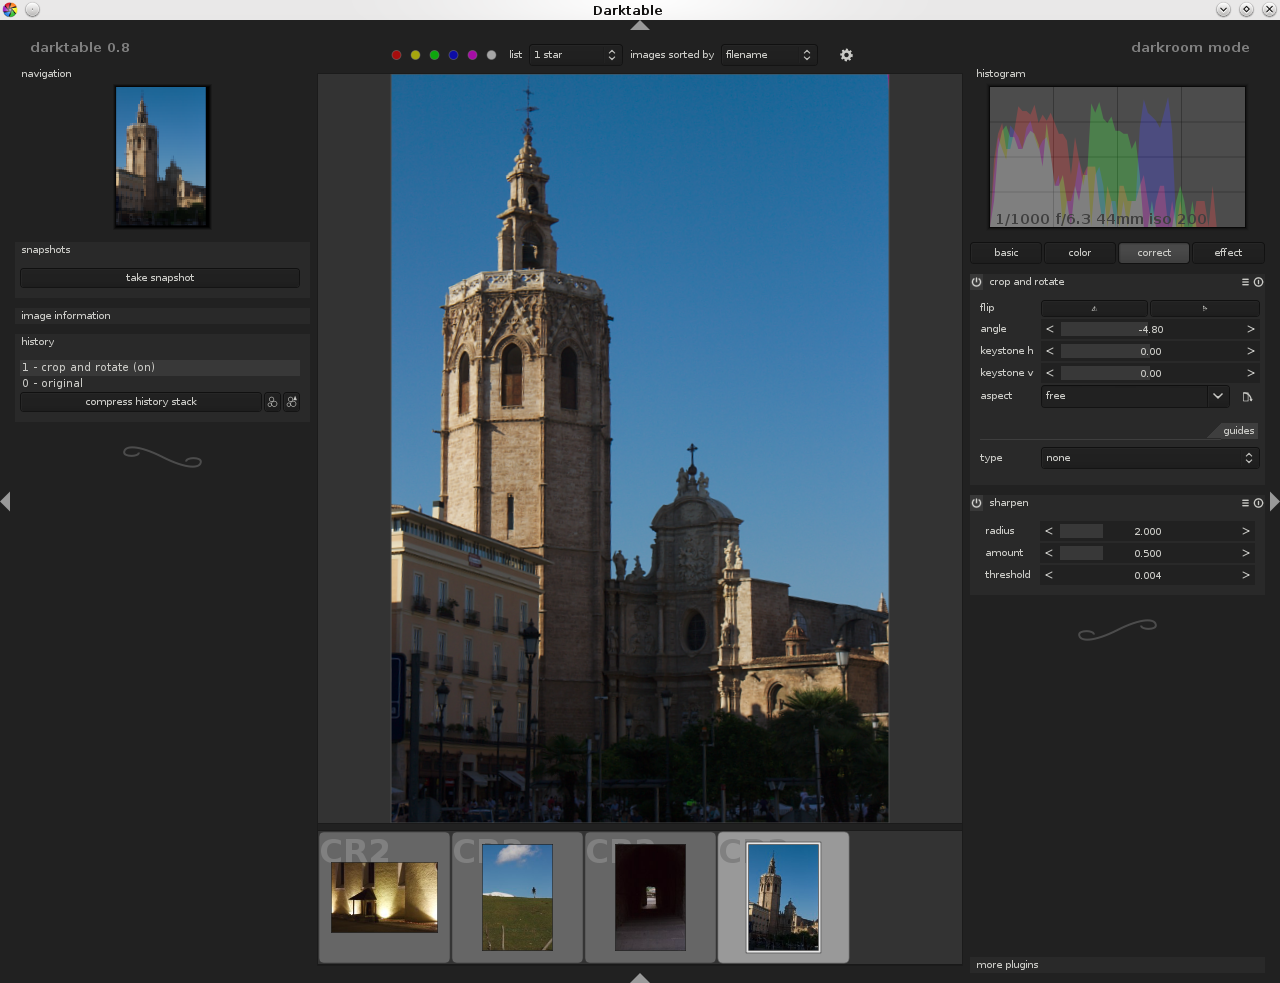 Darktable
darktable 0.8
list 1 star images sorted by filename
darkroom mode
navigation
snapshots
take snapshot
image information
history
1 - crop and rotate (on)
0 - original
compress history stack
histogram
1/1000 f/6.3 44mm iso 200
basic color correct effect
crop and rotate
flip
angle < -4.80 >
keystone h < 0.00 >
keystone v < 0.00 >
aspect free
guides
type none
sharpen
radius < 2.000 >
amount < 0.500 >
threshold < 0.004 >
more plugins
CR2 CR2 CR2 CR2